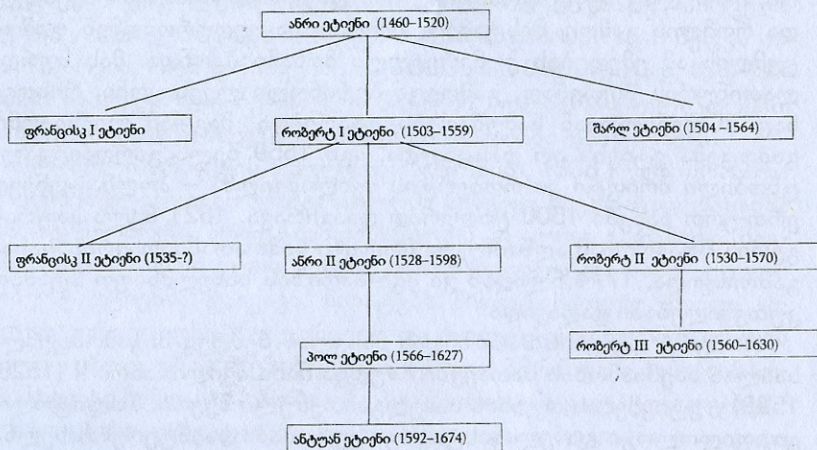 ანრი ეტიენი (1460–1520)
ფრანცისკ I ეტიენი
რობერტ I ეტიენი (1503–1559)
შარლ ეტიენი (1504 –1564)
ფრანცისკ II ეტიენი (1535-?)
ანრი II ეტიენი (1528-1598)
რობერტ II ეტიენი (1530-1570)
პოლ ეტიენი (1566–1627)
რობერტ III ეტიენი (1560-1630)
ანტუან ეტიენი (1592–1674)